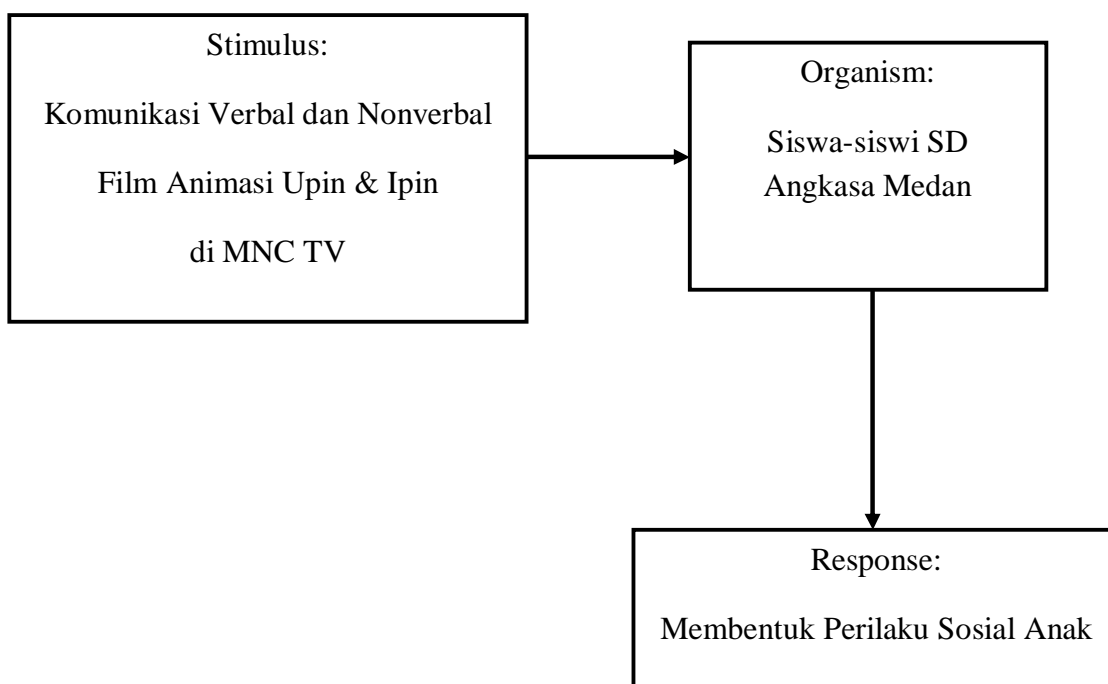 Stimulus:
Komunikasi Verbal dan Nonverbal
Film Animasi Upin & Ipin
di MNC TV
Organism:
Siswa-siswi SD
Angkasa Medan
Response:
Membentuk Perilaku Sosial Anak